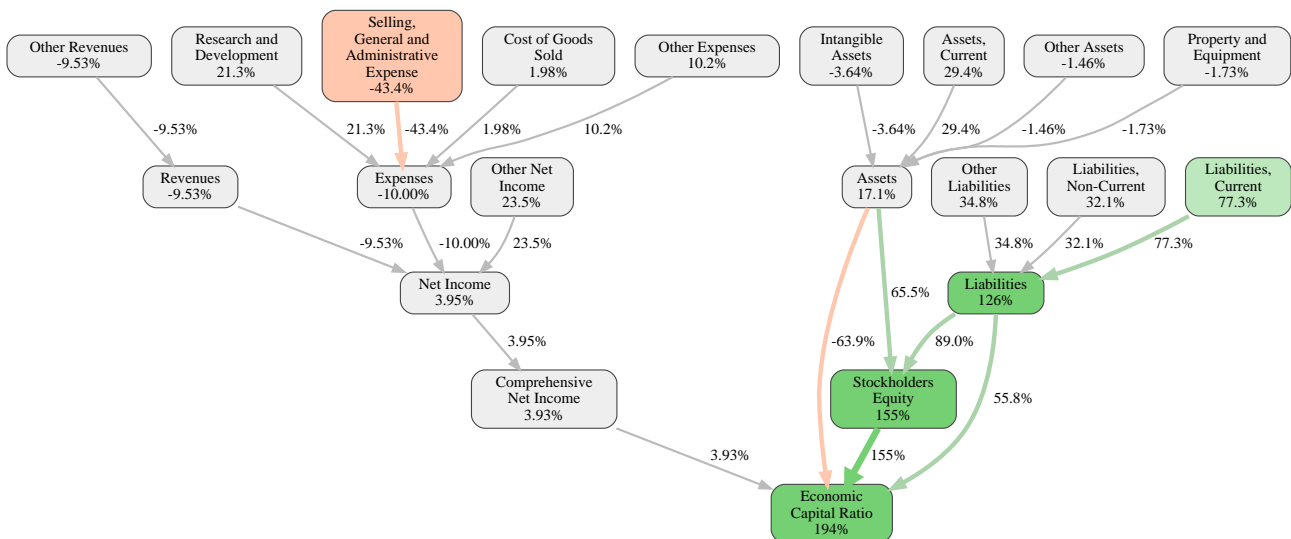 Other Revenues
-9.53%
Research and
Development
21.3%
Selling,
General and
Administrative
Expense
-43.4%
Cost of Goods
Sold
1.98%
Other Expenses
10.2%
Intangible
Assets
-3.64%
Assets,
Current
29.4%
Other Assets
-1.46%
Property and
Equipment
-1.73%
-9.53%
21.3%
-43.4%
1.98%
10.2%
-3.64%
29.4%
-1.46%
-1.73%
Revenues
-9.53%
Expenses
-10.00%
Other Net
Income
23.5%
Assets
17.1%
Other
Liabilities
34.8%
Liabilities,
Non-Current
32.1%
Liabilities,
Current
77.3%
-9.53%
-10.00%
23.5%
34.8%
32.1%
77.3%
Net Income
3.95%
65.5%
Liabilities
126%
3.95%
-63.9%
89.0%
Comprehensive
Net Income
3.93%
Stockholders
Equity
155%
55.8%
3.93%
155%
Economic
Capital Ratio
194%